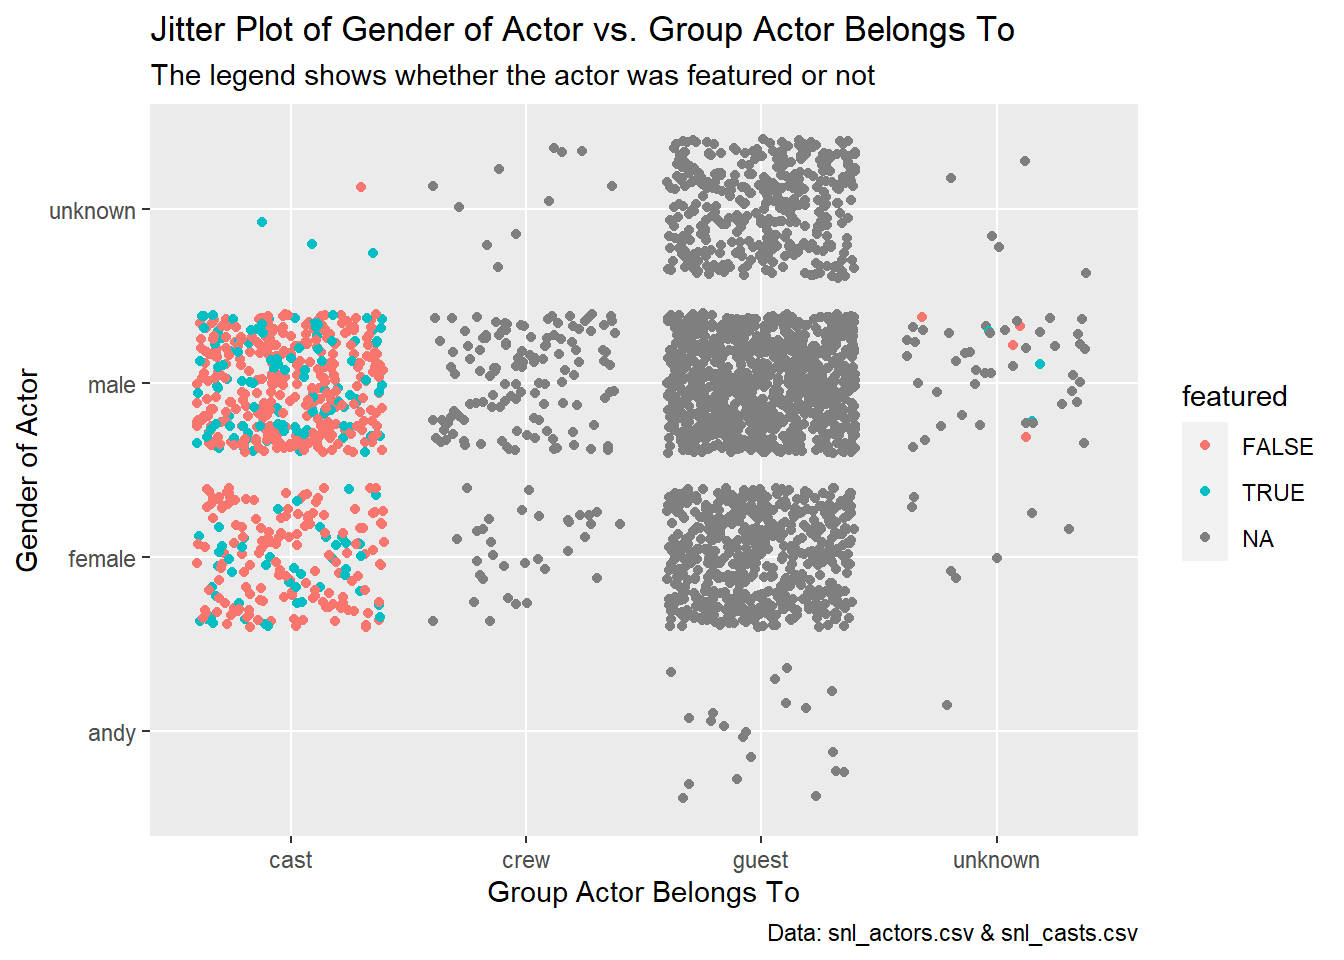 Jitter Plot of Gender of Actor vs. Group Actor Belongs To
The legend shows whether the actor was featured or not
Gender of Actor
unknown
male
female
andy
cast crew guest unknown
Group Actor Belongs To
featured
FALSE
TRUE
NA
Data: snl_actors.csv & snl_casts.csv